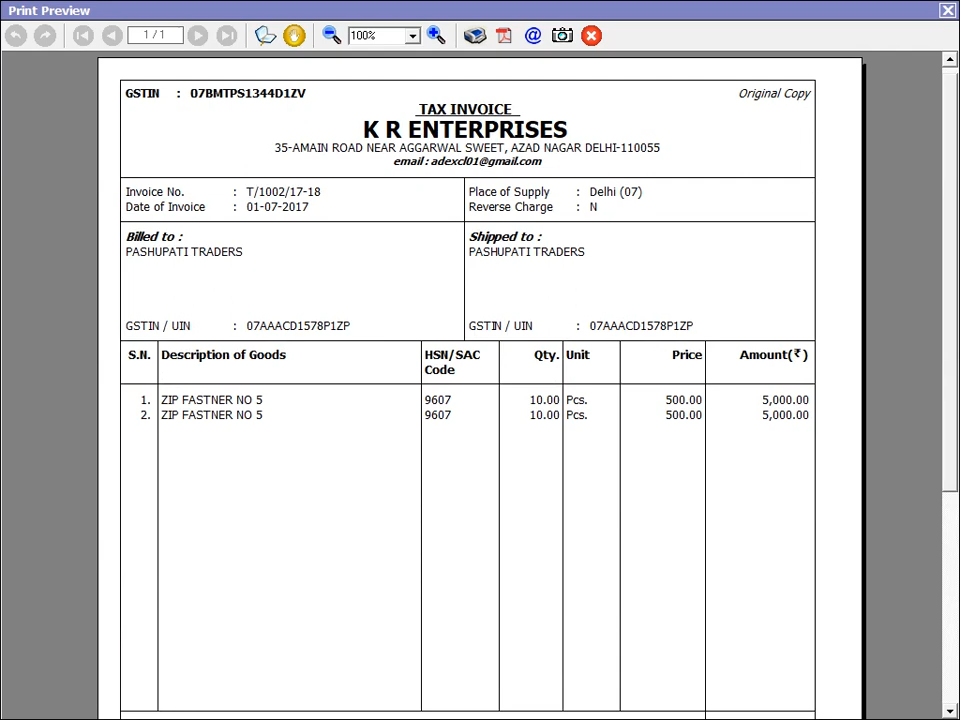 Print Preview
1 / 1
100%
GSTIN : 07BMTPS1344D1ZV
Original Copy
TAX INVOICE
K R ENTERPRISES
35-AMAIN ROAD NEAR AGGARWAL SWEET, AZAD NAGAR DELHI-110055
email : adexcl01@gmail.com
Invoice No. : T/1002/17-18
Date of Invoice : 01-07-2017
Place of Supply : Delhi (07)
Reverse Charge : N
Billed to :
PASHUPATI TRADERS
GSTIN / UIN : 07AAACD1578P1ZP
Shipped to :
PASHUPATI TRADERS
GSTIN / UIN : 07AAACD1578P1ZP
S.N. Description of Goods HSN/SAC Code Qty. Unit Price Amount(₹)
1. ZIP FASTNER NO 5 9607 10.00 Pcs. 500.00 5,000.00
2. ZIP FASTNER NO 5 9607 10.00 Pcs. 500.00 5,000.00